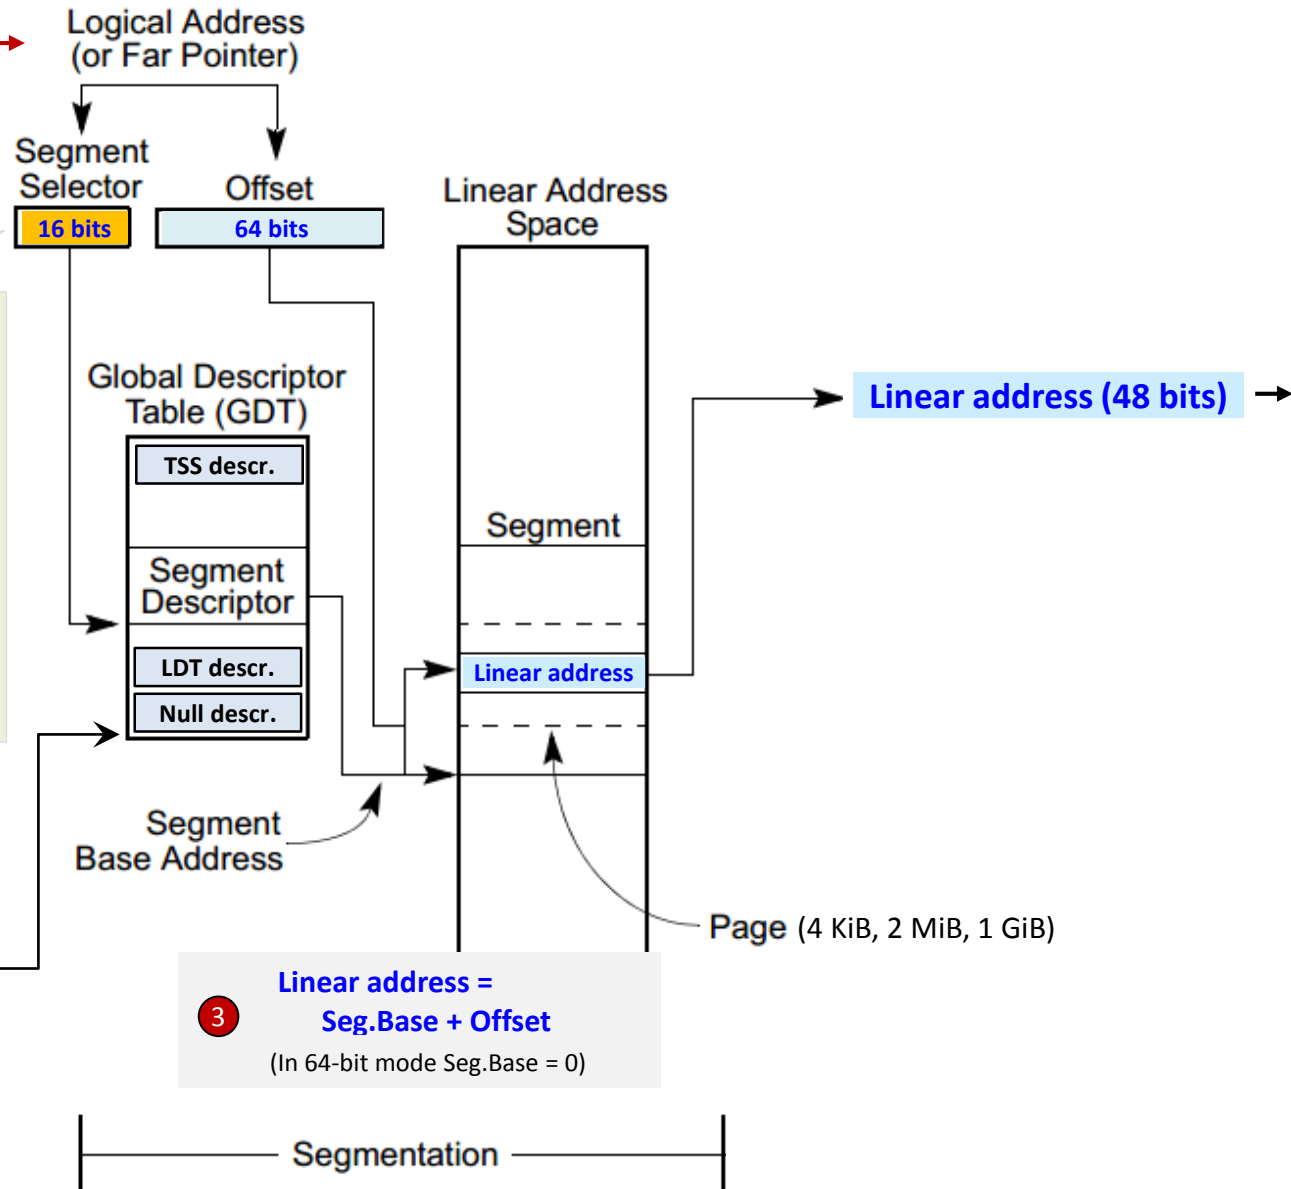 Logical Address
(or Far Pointer)
Segment
Selector
Offset
16 bits
64 bits
Linear Address
Space
Global Descriptor
Table (GDT)
TSS descr.
Segment
Descriptor
LDT descr.
Null descr.
Segment
Linear address
Linear address (48 bits)
Segment
Base Address
Page (4 KiB, 2 MiB, 1 GiB)
3
Linear address =
Seg.Base + Offset
(In 64-bit mode Seg.Base = 0)
Segmentation